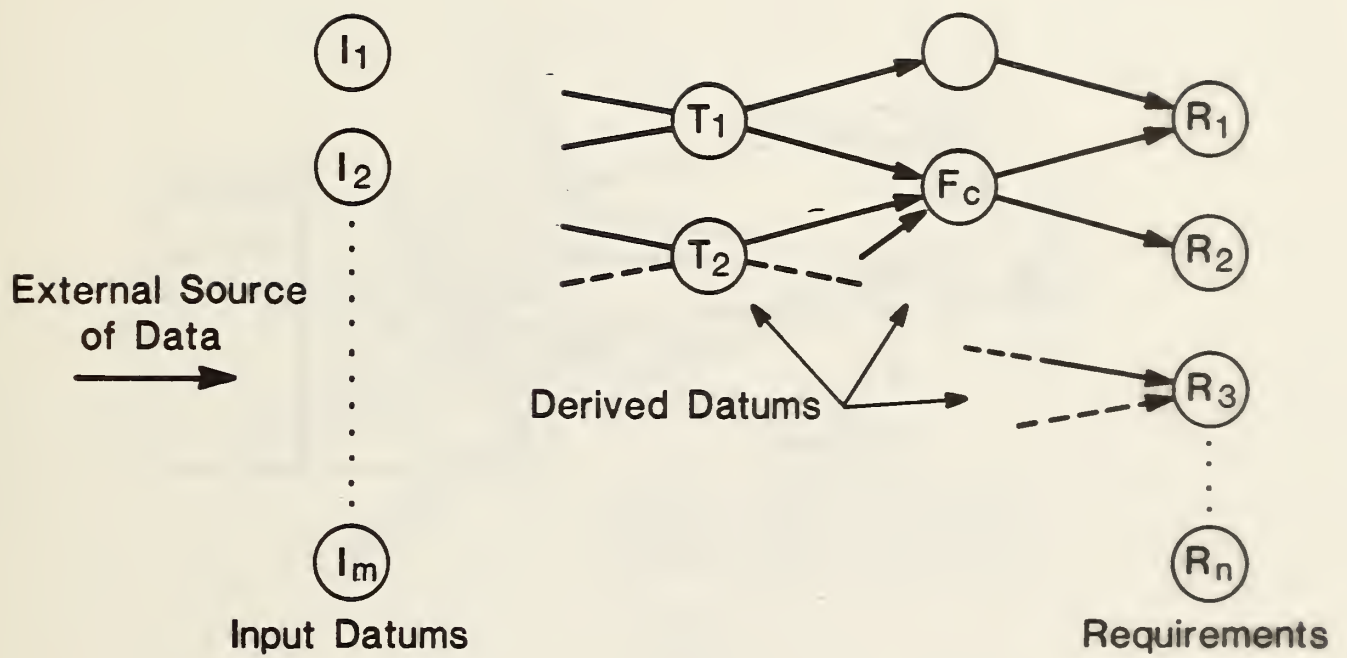 I1
I2
Im
Input Datums
External Source
of Data
T1
T2
Fc
Derived Datums
R1
R2
R3
Rn
Requirements